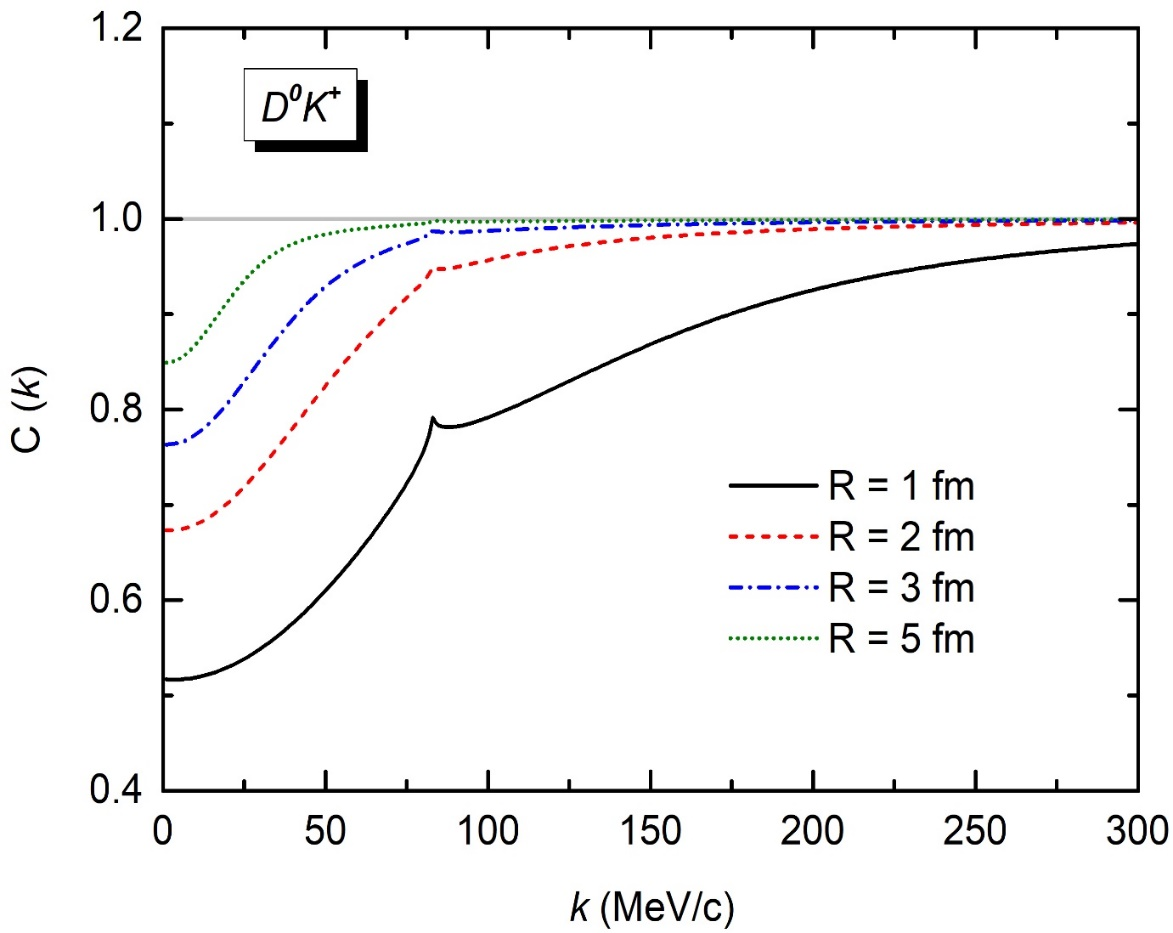 1.2
D⁰K⁺
1.0
0.8
C (k)
R = 1 fm
R = 2 fm
0.6
R = 3 fm
R = 5 fm
0.4
0 50 100 150 200 250 300
k (MeV/c)